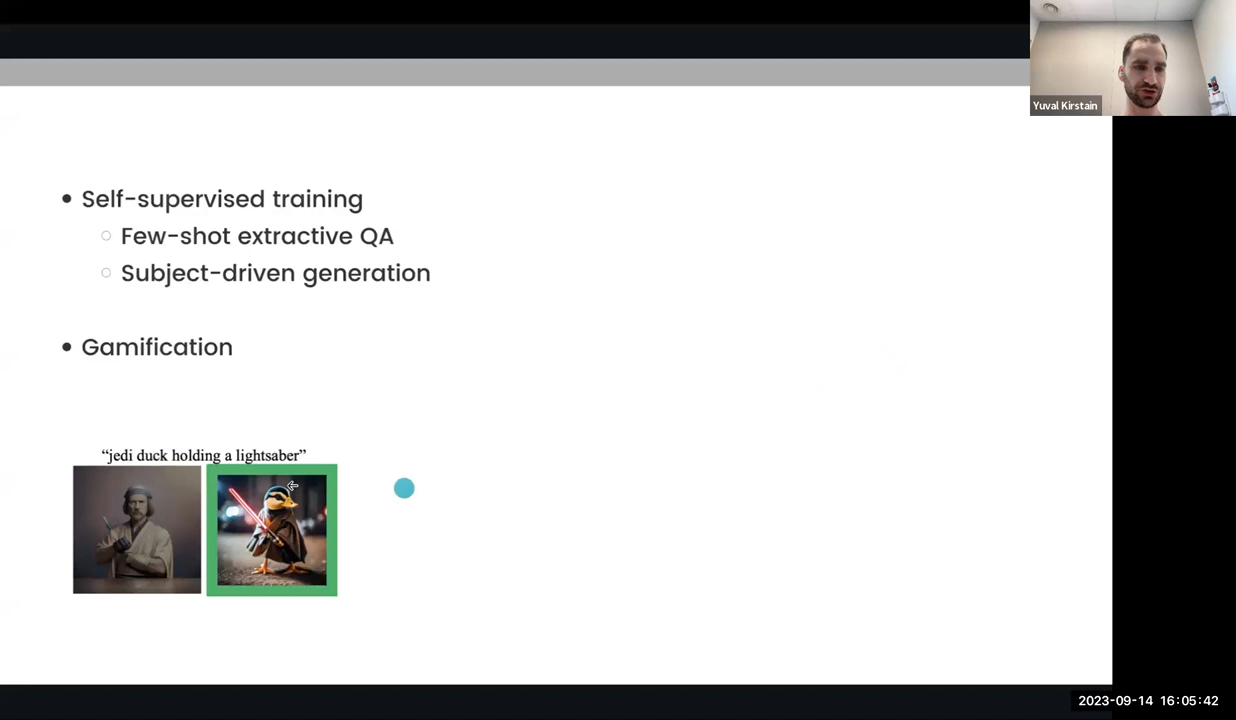 Yuval Kirstain
Self-supervised training
Few-shot extractive QA
Subject-driven generation
Gamification
“jedi duck holding a lightsaber”
2023-09-14 16:05:42